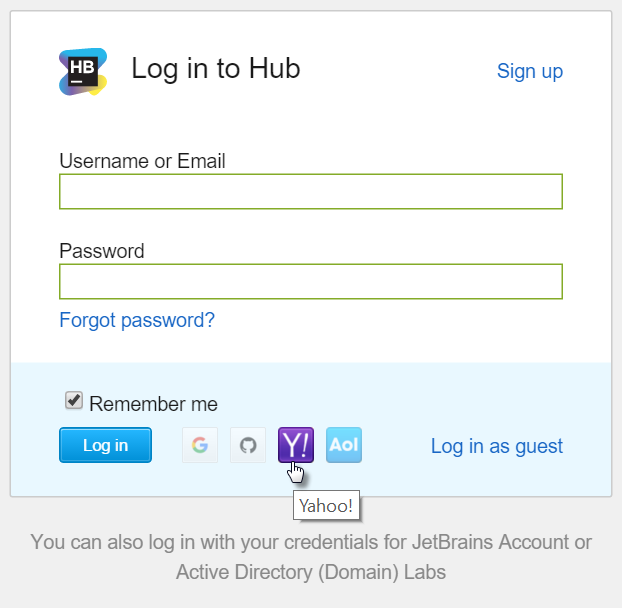 HB
Log in to Hub
Sign up
Username or Email
Password
Forgot password?
Remember me
Log in
G
Y!
Aol
Log in as guest
Yahoo!
You can also log in with your credentials for JetBrains Account or
Active Directory (Domain) Labs